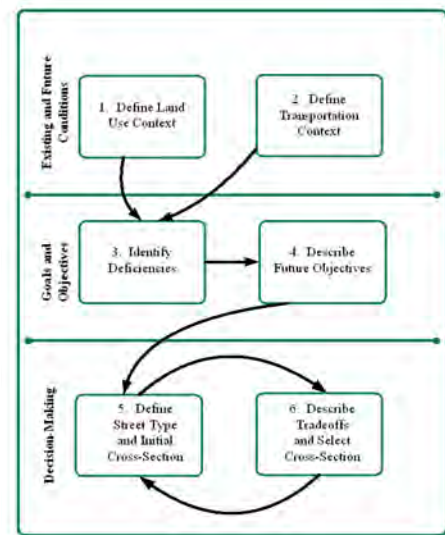 Existing and Future
Conditions
1. Define Land
Use Context
2. Define
Transportation
Context
Goals and
Objectives
3. Identify
Deficiencies
4. Describe
Future Objectives
Decision-Making
5. Define
Street Type
and Initial
Cross-Section
6. Describe
Tradeoffs
and Select
Cross-Section